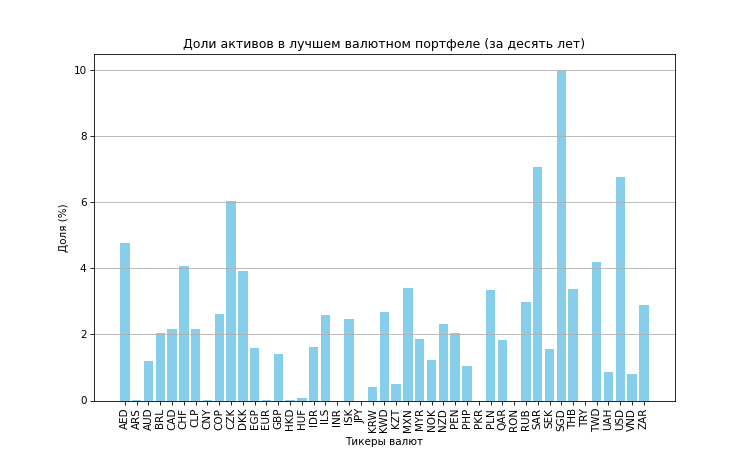 Доли активов в лучшем валютном портфеле (за десять лет)
Доля (%)
10
8
6
4
2
0
AED ARS AUD BRL CAD CHF CLP CNY COP CZK DKK EGP EUR GBP HKD HUF IDR ILS INR ISK JPY KRW KWD KZT MXN MYR NOK NZD PEN PHP PKR PLN QAR RON RUB SAR SEK SGD THB TRY TWD UAH USD VND ZAR
Тикеры валют